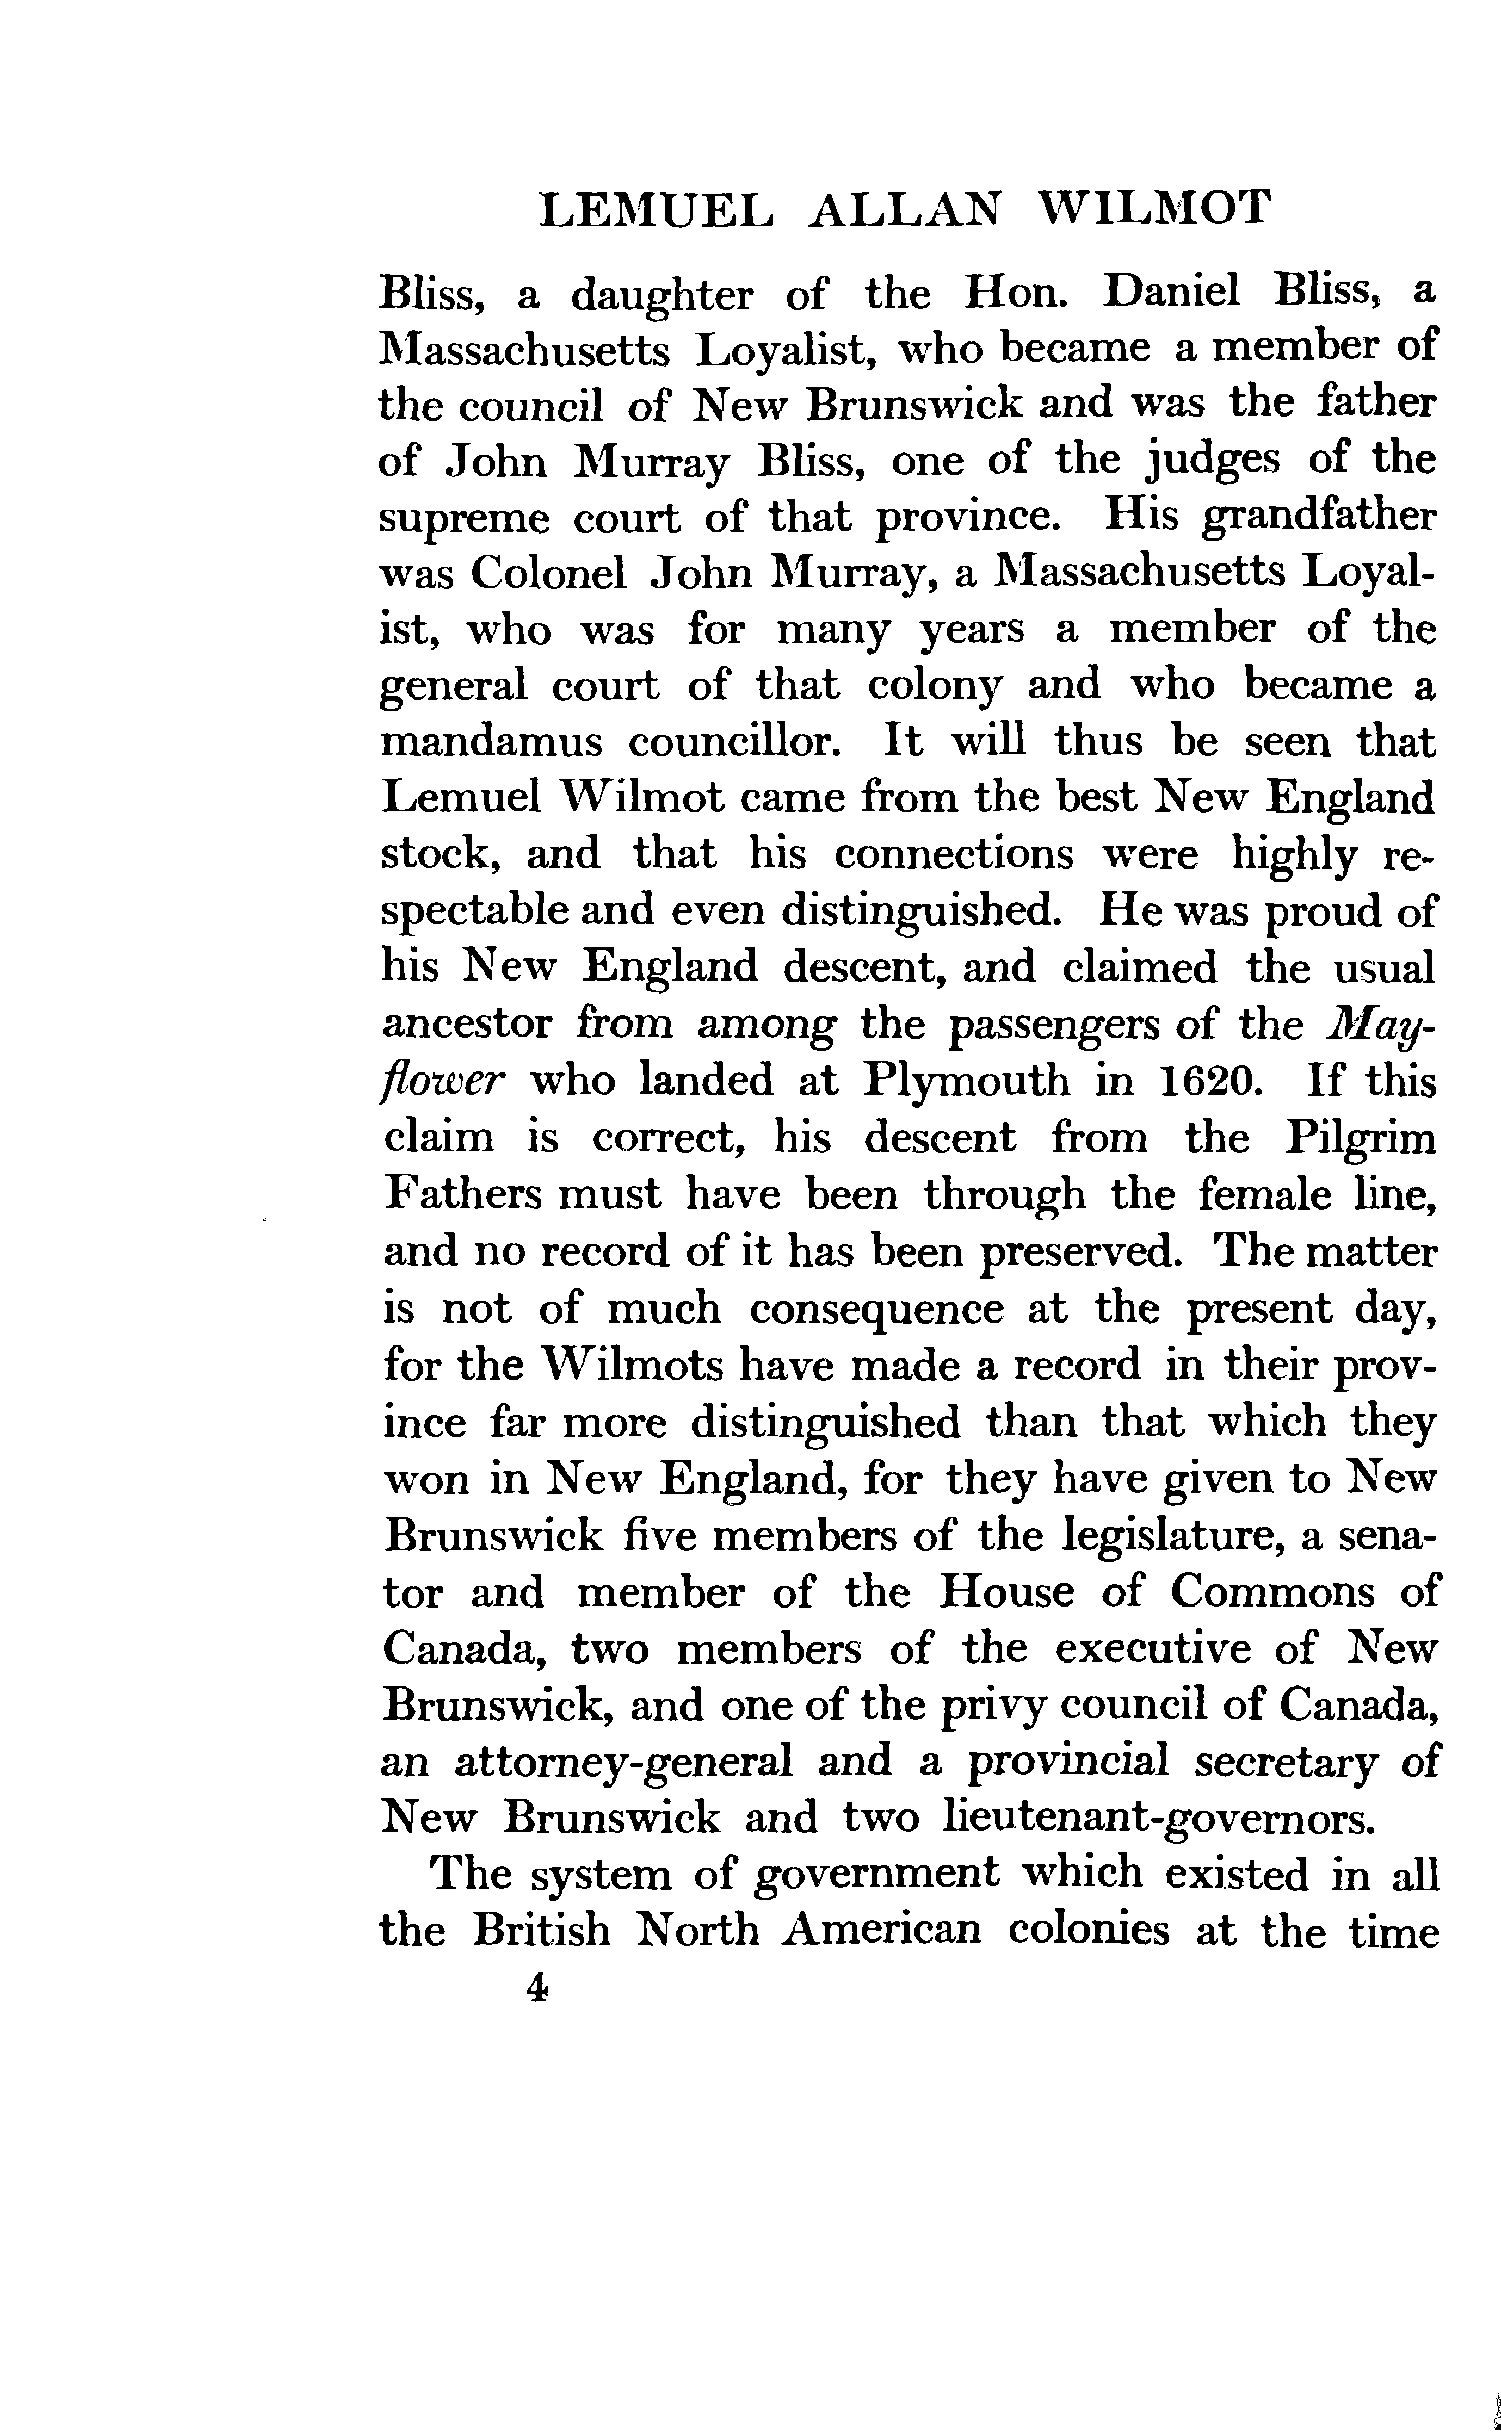 LEMUEL ALLAN WILMOT
Bliss, a daughter of the Hon. Daniel Bliss, a
Massachusetts Loyalist, who became a member of
the council of New Brunswick and was the father
of John Murray Bliss, one of the judges of the
supreme court of that province. His grandfather
was Colonel John Murray, a Massachusetts Loyal-
ist, who was for many years a member of the
general court of that colony and who became a
mandamus councillor. It will thus be seen that
Lemuel Wilmot came from the best New England
stock, and that his connections were highly re-
spectable and even distinguished. He was proud of
his New England descent, and claimed the usual
ancestor from among the passengers of the May-
flower who landed at Plymouth in 1620. If this
claim is correct, his descent from the Pilgrim
Fathers must have been through the female line,
and no record of it has been preserved. The matter
is not of much consequence at the present day,
for the Wilmots have made a record in their prov-
ince far more distinguished than that which they
won in New England, for they have given to New
Brunswick five members of the legislature, a sena-
tor and member of the House of Commons of
Canada, two members of the executive of New
Brunswick, and one of the privy council of Canada,
an attorney-general and a provincial secretary of
New Brunswick and two lieutenant-governors.
The system of government which existed in all
the British North American colonies at the time
4